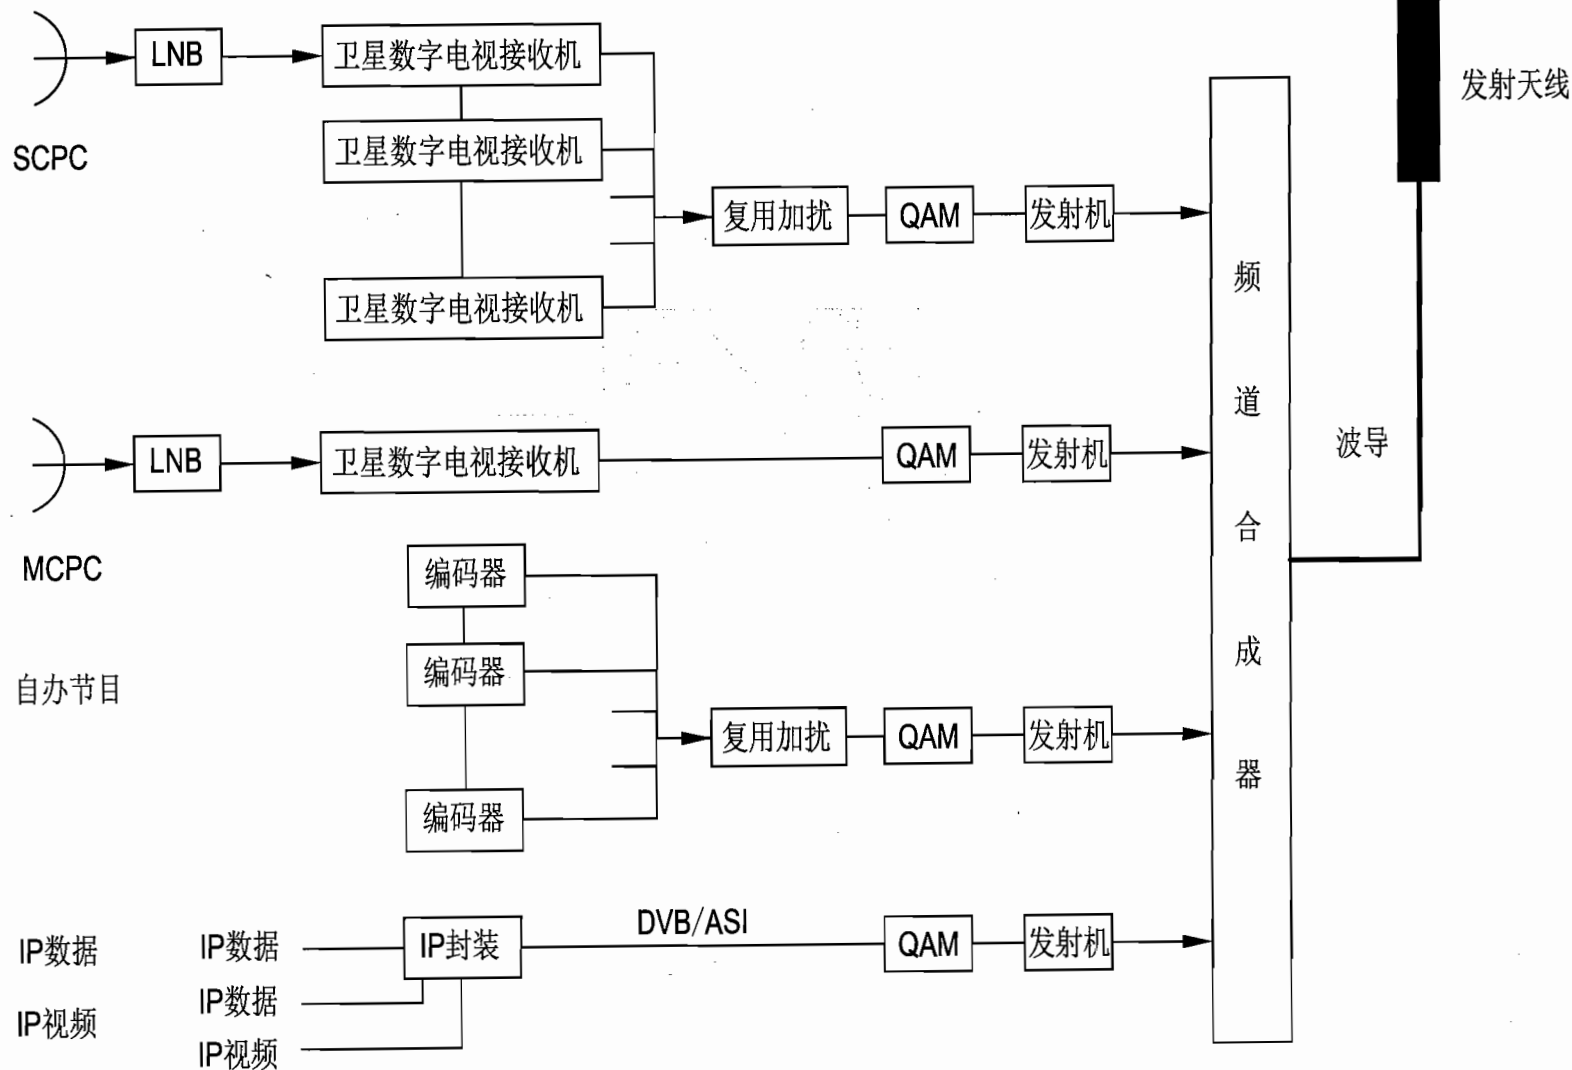 发射天线
LNB
卫星数字电视接收机
SCPC
卫星数字电视接收机
复用加扰
QAM
发射机
卫星数字电视接收机
频道合成器
波导
LNB
卫星数字电视接收机
QAM
发射机
MCPC
编码器
自办节目
编码器
复用加扰
QAM
发射机
编码器
IP数据
IP数据
IP封装
DVB/ASI
QAM
发射机
IP数据
IP视频
IP视频